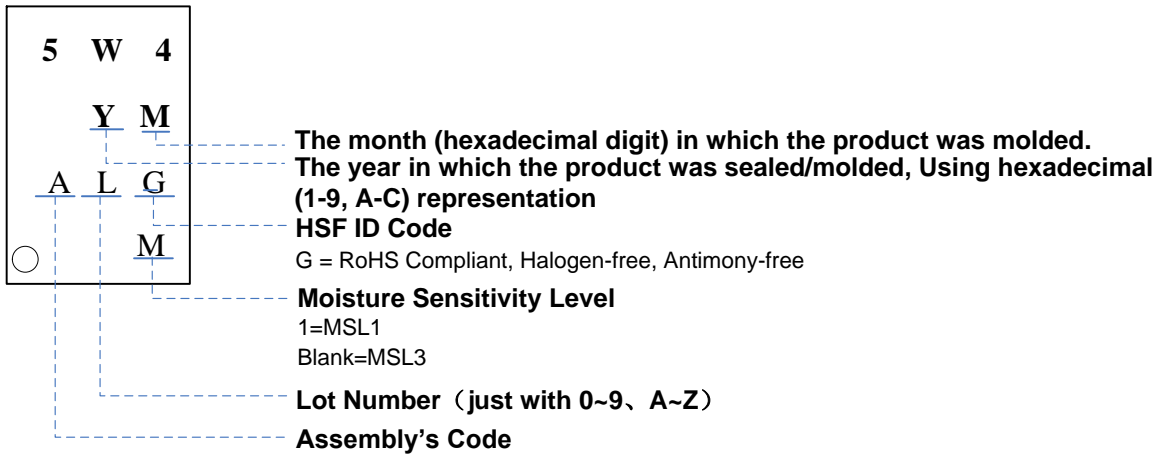 5 W 4
Y M
A L G
M
The month (hexadecimal digit) in which the product was molded.
The year in which the product was sealed/molded, Using hexadecimal
(1-9, A-C) representation
HSF ID Code
G = RoHS Compliant, Halogen-free, Antimony-free
Moisture Sensitivity Level
1=MSL1
Blank=MSL3
Lot Number（just with 0~9、A~Z）
Assembly's Code